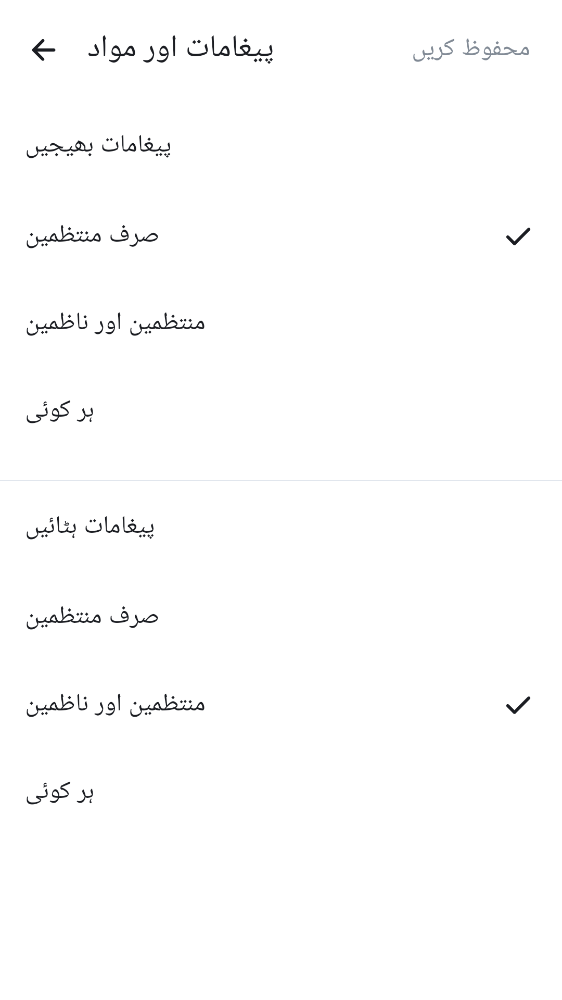 پیغامات اور مواد
محفوظ کریں
پیغامات بھیجیں
صرف منتظمین
منتظمین اور ناظمین
ہر کوئی
پیغامات ہٹائیں
صرف منتظمین
منتظمین اور ناظمین
ہر کوئی